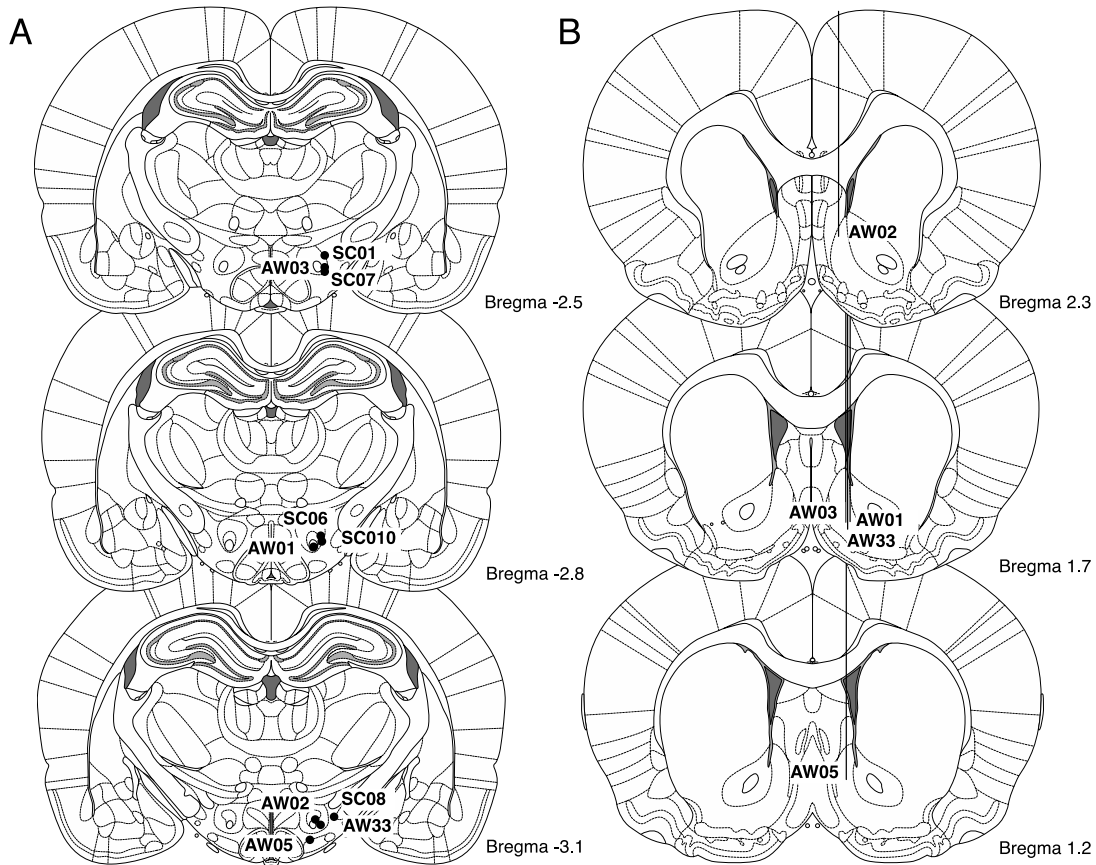 A
SC01
AW03
SC07
Bregma -2.5
SC06
SC010
AW01
Bregma -2.8
SC08
AW02
AW33
AW05
Bregma -3.1
B
AW02
Bregma 2.3
AW03
AW01
AW33
Bregma 1.7
AW05
Bregma 1.2